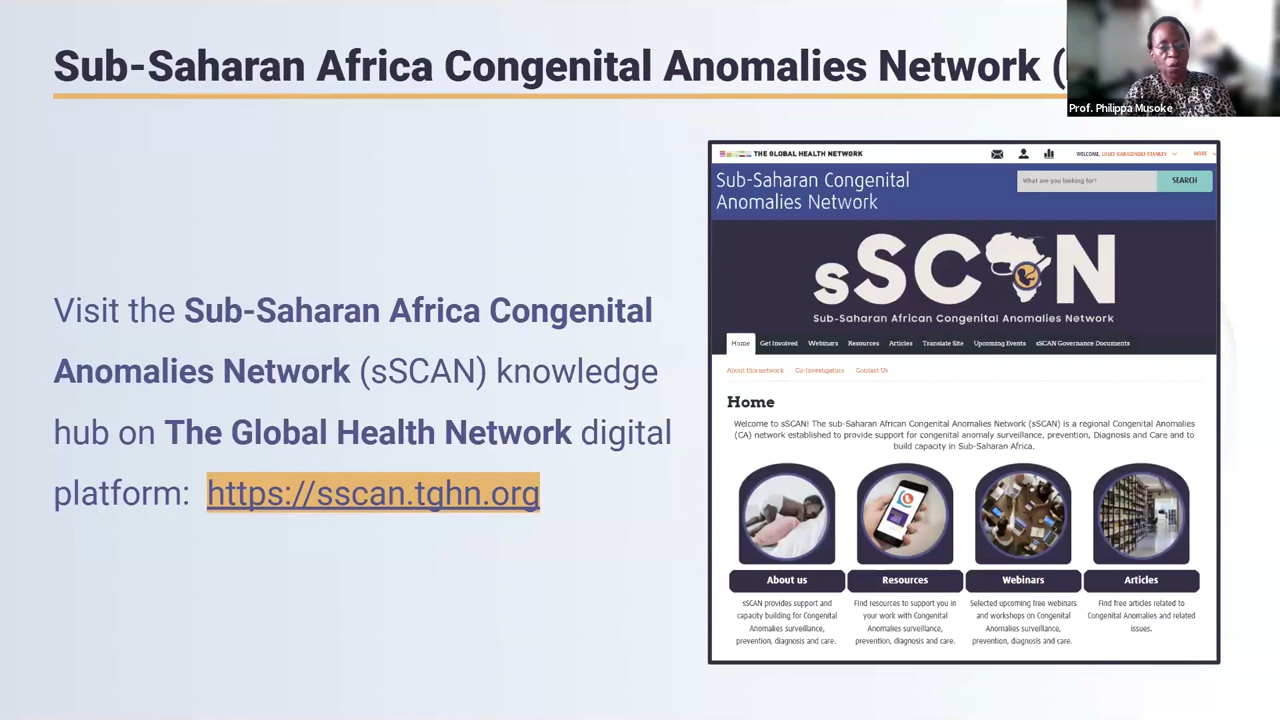 Sub-Saharan Africa Congenital Anomalies Network (
Prof. Philippa Musoke
Visit the Sub-Saharan Africa Congenital
Anomalies Network (sSCAN) knowledge
hub on The Global Health Network digital
platform: https://sscan.tghn.org
THE GLOBAL HEALTH NETWORK
WELCOME, LOUIS KARASINSKI-STANLEY
MORE
Sub-Saharan Congenital
Anomalies Network
What are you looking for?
SEARCH
sSCAN
Sub-Saharan African Congenital Anomalies Network
Home Get Involved Webinars Resources Articles Translate Site Upcoming Events sSCAN Governance Documents
About this network Co-Investigators Contact Us
Home
Welcome to sSCAN! The sub-Saharan African Congenital Anomalies Network (sSCAN) is a regional Congenital Anomalies
(CA) network established to provide support for congenital anomaly surveillance, prevention, Diagnosis and Care and to
build capacity in Sub-Saharan Africa.
About us
sSCAN provides support and
capacity building for Congenital
Anomalies surveillance,
prevention, diagnosis and care.
Resources
Find resources to support you in
your work with Congenital
Anomalies surveillance,
prevention, diagnosis and care.
Webinars
Selected upcoming free webinars
and workshops on Congenital
Anomalies surveillance,
prevention, diagnosis and care.
Articles
Find free articles related to
Congenital Anomalies and related
issues.